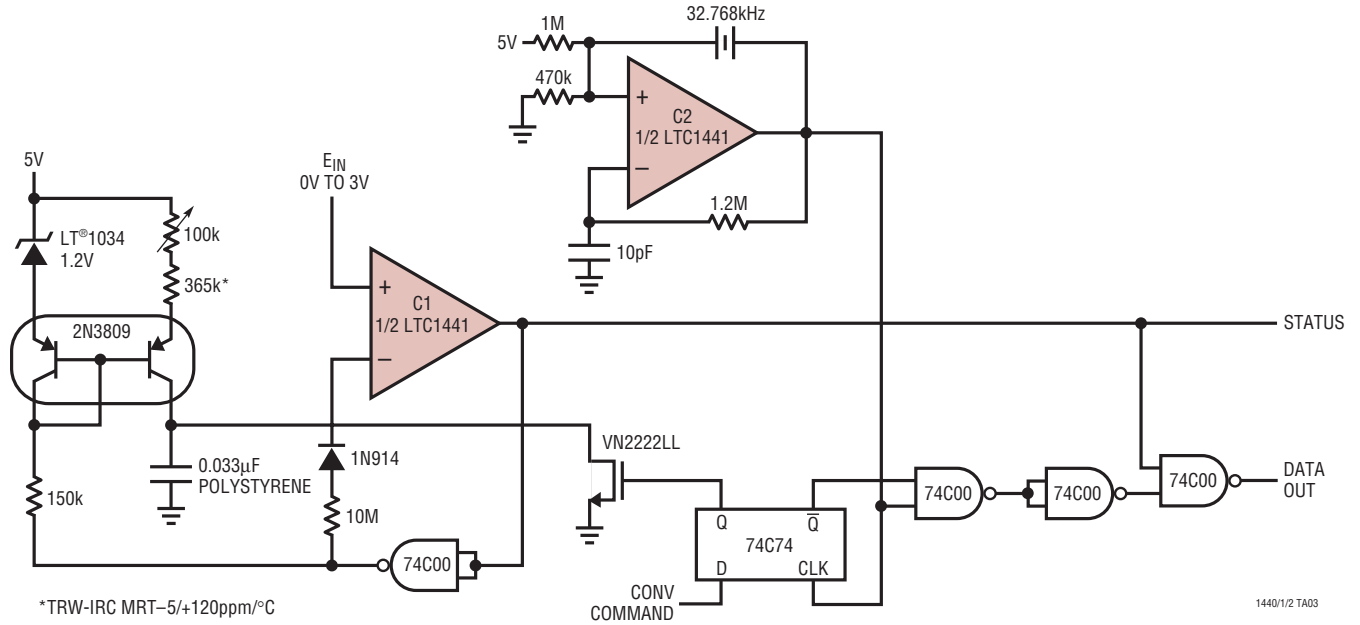 32.768kHz
1M
5V
470k
+
C2
1/2 LTC1441
–
1.2M
10pF
5V
EIN
0V TO 3V
LT®1034
1.2V
100k
365k*
2N3809
+
C1
1/2 LTC1441
–
STATUS
1N914
VN2222LL
0.033µF
POLYSTYRENE
150k
10M
74C00
74C00
74C00
DATA
OUT
Q
Q̅
74C74
D
CLK
74C00
CONV
COMMAND
*TRW-IRC MRT–5/+120ppm/°C
1440/1/2 TA03